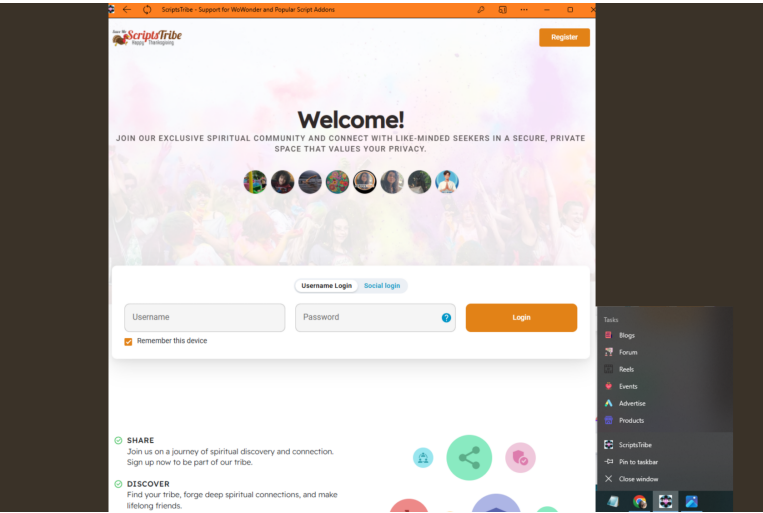 ScriptsTribe - Support for WoWonder and Popular Script Addons
ScriptsTribe
Happy Thanksgiving
Register
Welcome!
JOIN OUR EXCLUSIVE SPIRITUAL COMMUNITY AND CONNECT WITH LIKE-MINDED SEEKERS IN A SECURE, PRIVATE
SPACE THAT VALUES YOUR PRIVACY.
Username Login
Social login
Username
Password
?
Login
Remember this device
SHARE
Join us on a journey of spiritual discovery and connection.
Sign up now to be part of our tribe.
DISCOVER
Find your tribe, forge deep spiritual connections, and make
lifelong friends.
Tasks
Blogs
Forum
Reels
Events
Advertise
Products
ScriptsTribe
Pin to taskbar
Close window